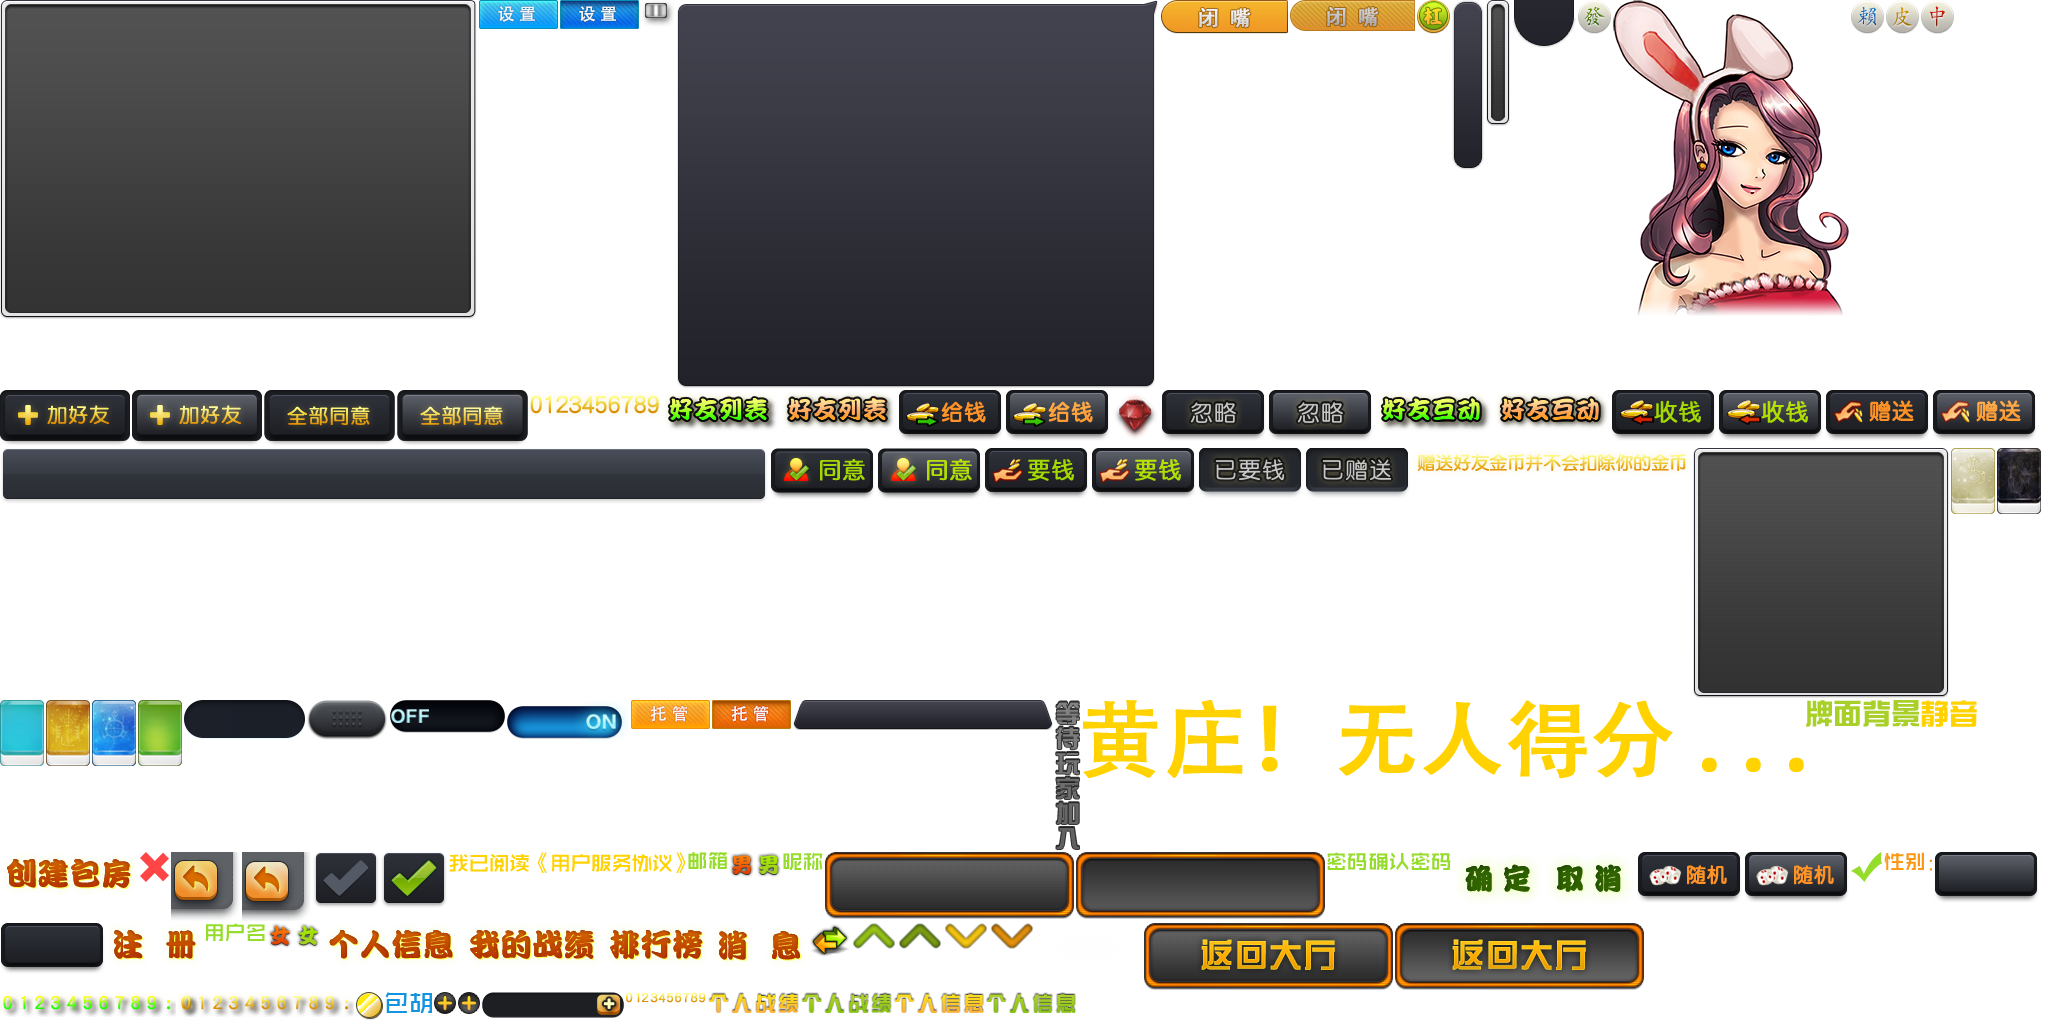 设置 设置 闭嘴 闭嘴 杠 發 賴 皮 中
加好友 加好友 全部同意 全部同意 0123456789 好友列表 好友列表 给钱 给钱 忽略 忽略 好友互动 好友互动 收钱 收钱 赠送 赠送
同意 同意 要钱 要钱 已要钱 已赠送 赠送好友金币并不会扣除你的金币
OFF ON 托管 托管 等待玩家加入 黄庄！无人得分... 牌面背景 静音
创建包房 我已阅读《用户服务协议》 邮箱 男 男 昵称 密码 确认密码 确定 取消 随机 随机 性别:
注册 用户名 女 女 个人信息 我的战绩 排行榜 消息 返回大厅 返回大厅
0123456789: 0123456789: 包胡 0123456789 个人战绩 个人战绩 个人信息 个人信息